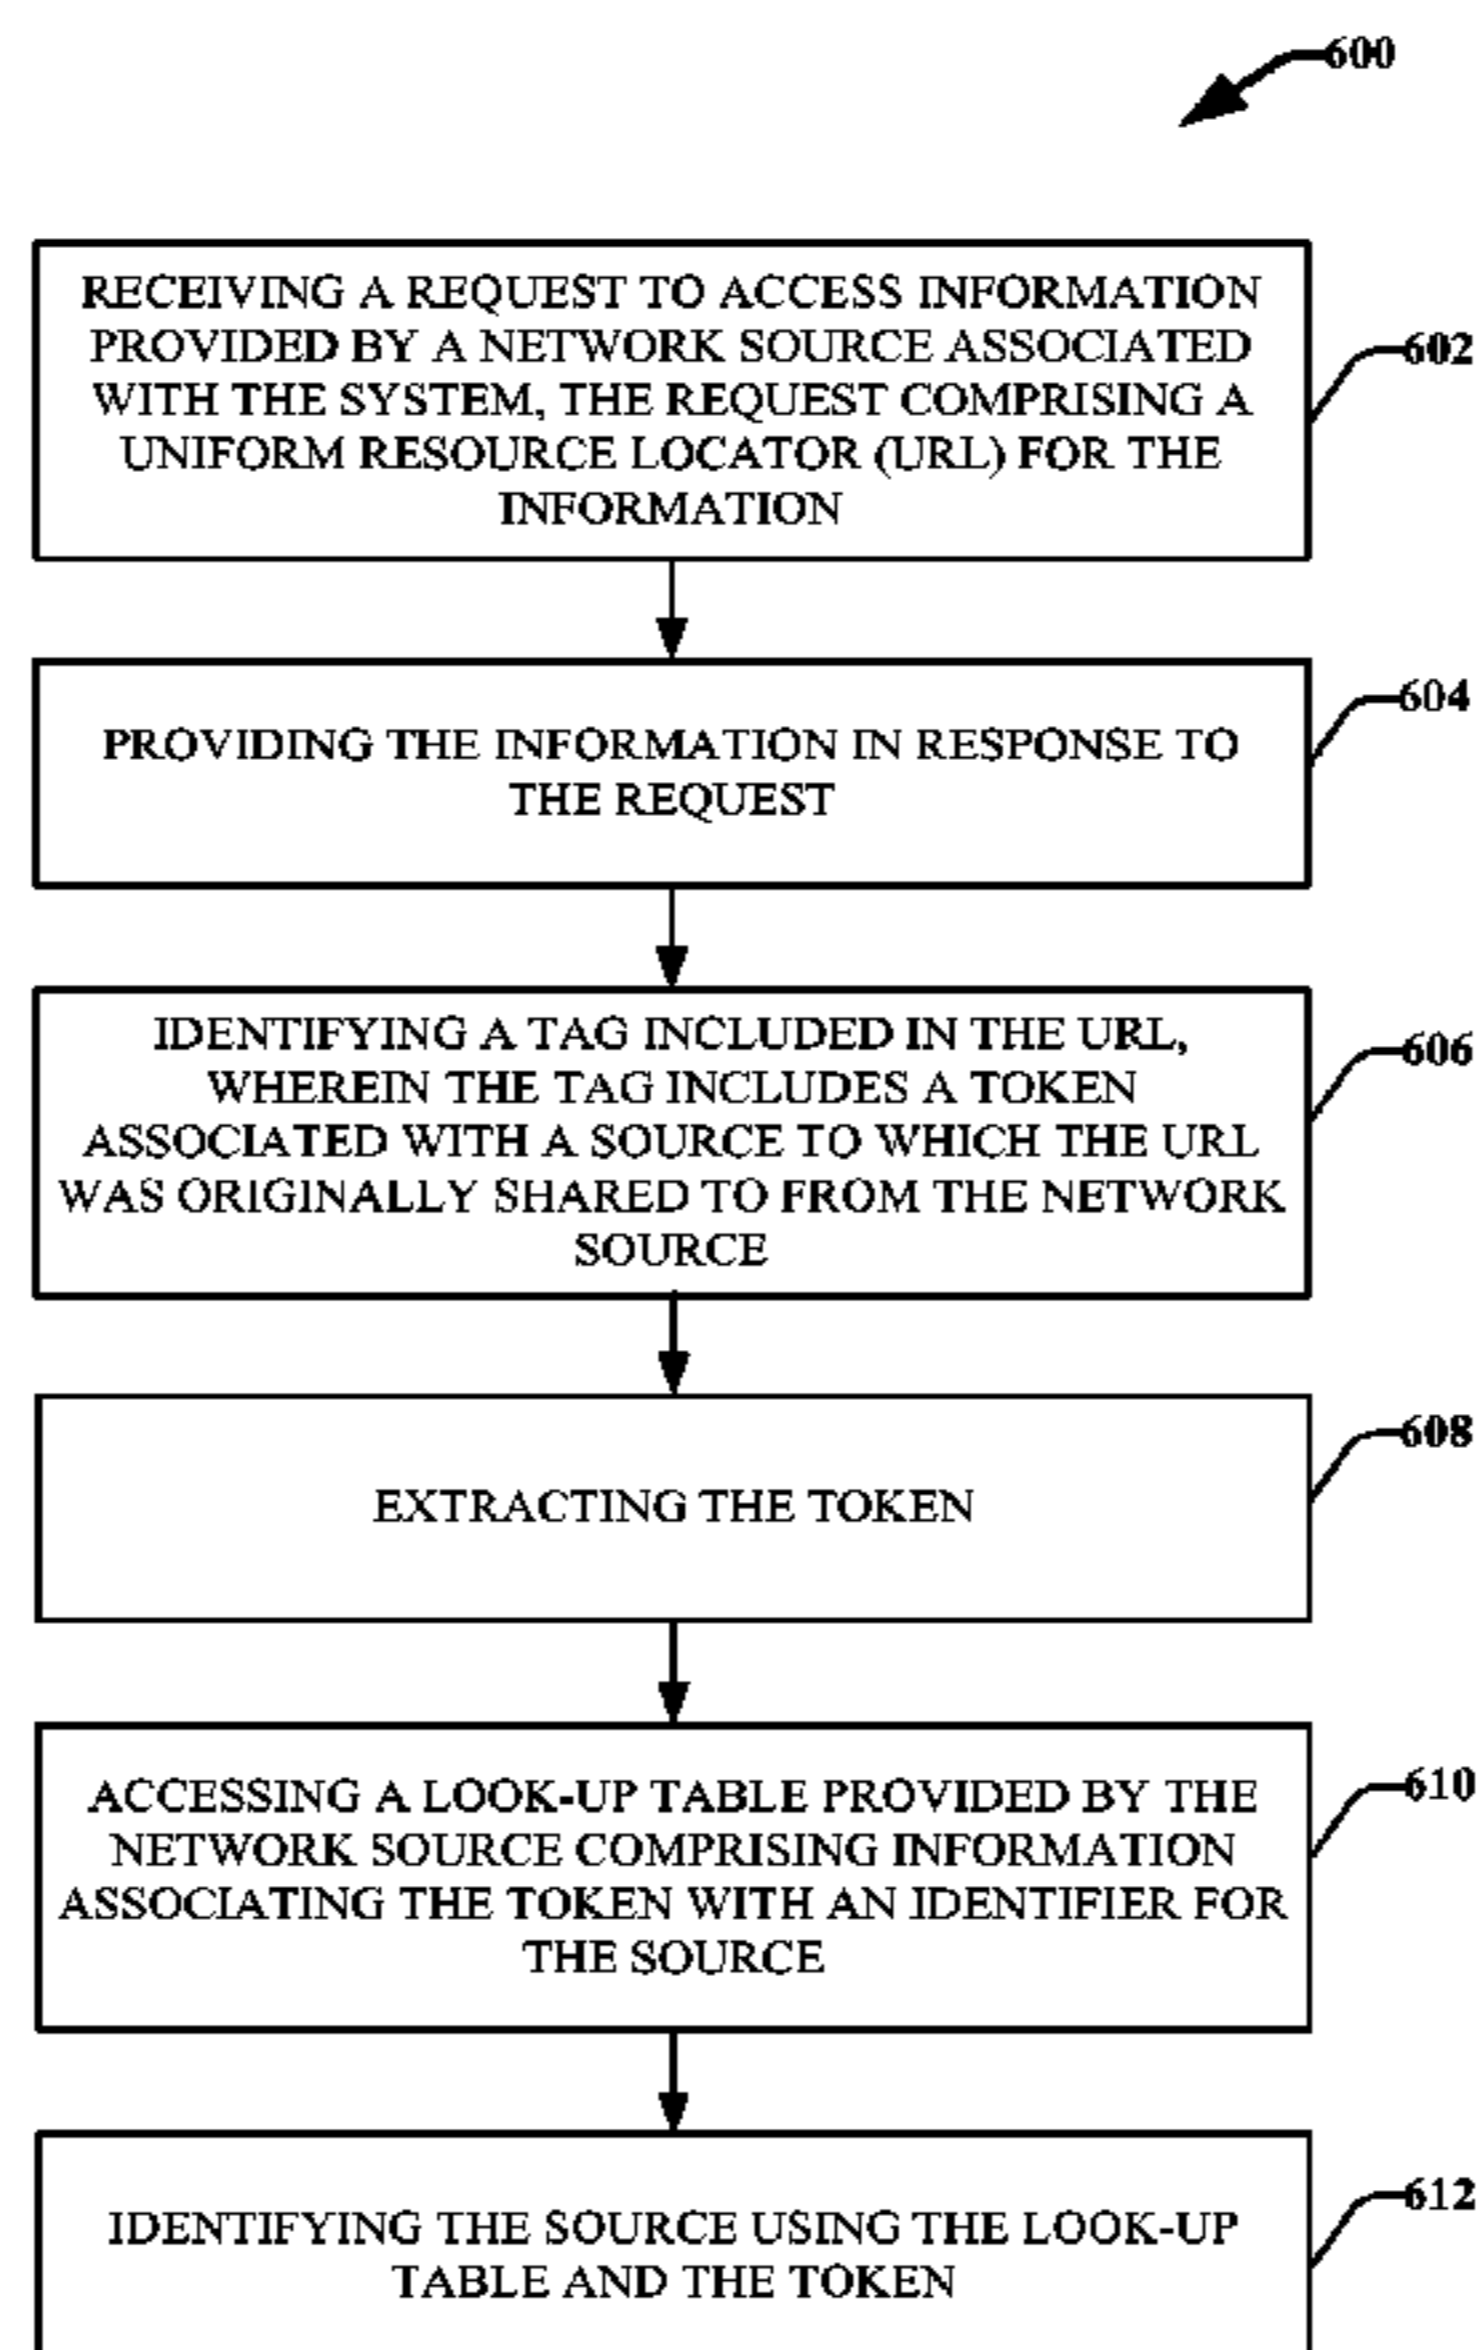 600
RECEIVING A REQUEST TO ACCESS INFORMATION
PROVIDED BY A NETWORK SOURCE ASSOCIATED
WITH THE SYSTEM, THE REQUEST COMPRISING A
UNIFORM RESOURCE LOCATOR (URL) FOR THE
INFORMATION
602
PROVIDING THE INFORMATION IN RESPONSE TO
THE REQUEST
604
IDENTIFYING A TAG INCLUDED IN THE URL,
WHEREIN THE TAG INCLUDES A TOKEN
ASSOCIATED WITH A SOURCE TO WHICH THE URL
WAS ORIGINALLY SHARED TO FROM THE NETWORK
SOURCE
606
EXTRACTING THE TOKEN
608
ACCESSING A LOOK-UP TABLE PROVIDED BY THE
NETWORK SOURCE COMPRISING INFORMATION
ASSOCIATING THE TOKEN WITH AN IDENTIFIER FOR
THE SOURCE
610
IDENTIFYING THE SOURCE USING THE LOOK-UP
TABLE AND THE TOKEN
612